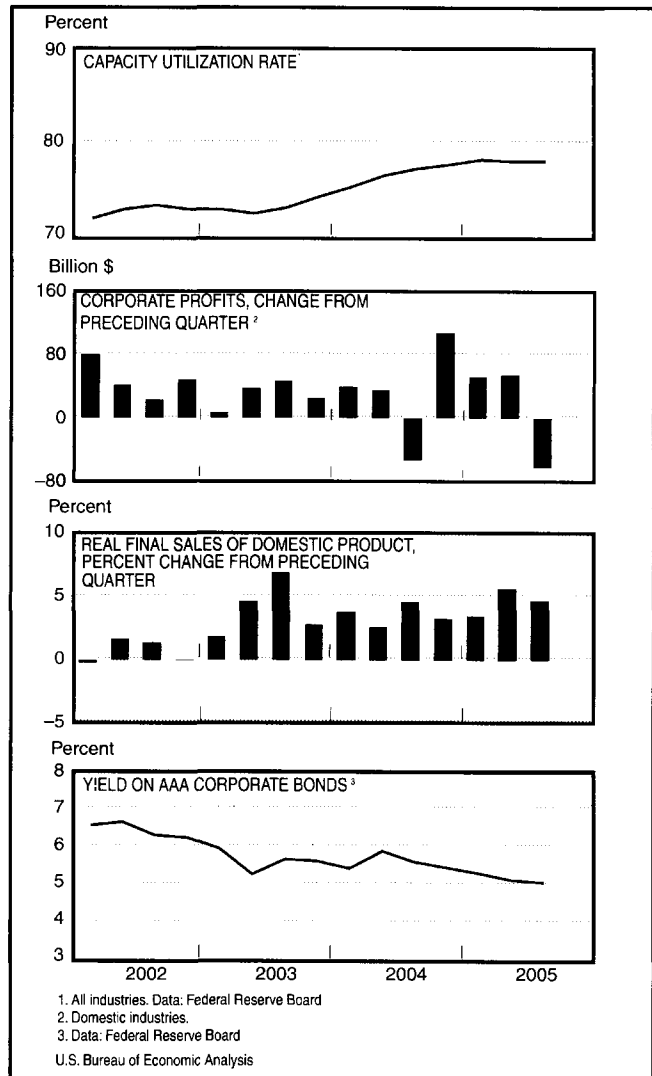 Percent
90
CAPACITY UTILIZATION RATE¹
80
70
Billion $
160
CORPORATE PROFITS, CHANGE FROM
PRECEDING QUARTER ²
80
0
−80
Percent
10
REAL FINAL SALES OF DOMESTIC PRODUCT,
PERCENT CHANGE FROM PRECEDING
QUARTER
5
0
−5
Percent
8
YIELD ON AAA CORPORATE BONDS ³
7
6
5
4
3
2002 2003 2004 2005
1. All industries. Data: Federal Reserve Board
2. Domestic industries.
3. Data: Federal Reserve Board
U.S. Bureau of Economic Analysis